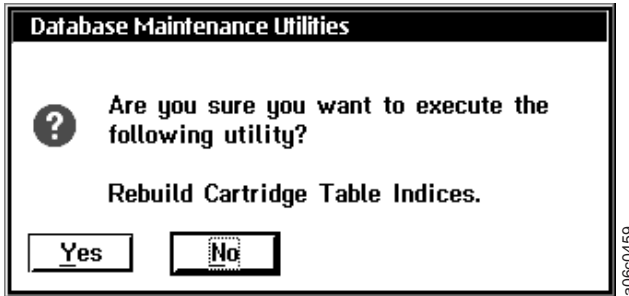 Database Maintenance Utilities
?
Are you sure you want to execute the
following utility?
Rebuild Cartridge Table Indices.
Yes
No
a06c0459